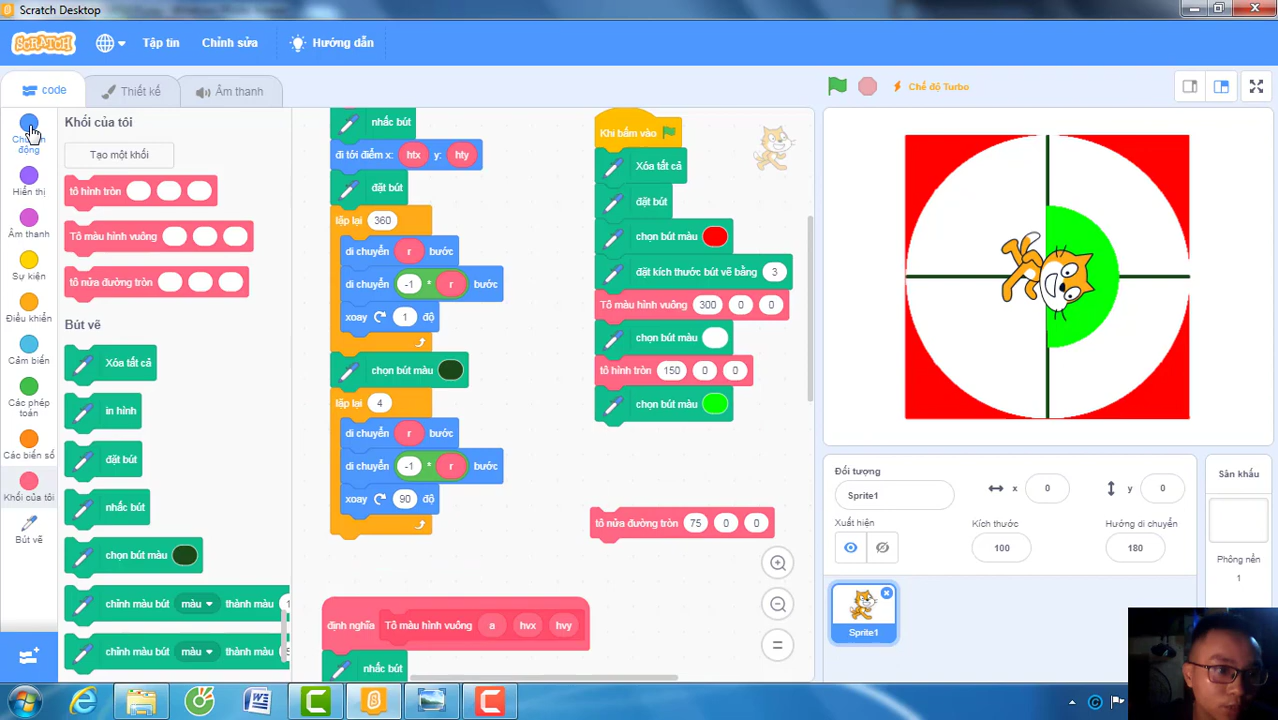 Scratch Desktop
SCRATCH
Tập tin
Chỉnh sửa
Hướng dẫn
code
Thiết kế
Âm thanh
Chế độ Turbo
động
Hiển thị
Âm thanh
Sự kiện
Điều khiển
Cảm biến
Các phép
toán
Các biến số
Khối của tôi
Bút vẽ
Khối của tôi
Tạo một khối
tô hình tròn
Tô màu hình vuông
tô nửa đường tròn
Bút vẽ
Xóa tất cả
in hình
đặt bút
nhấc bút
chọn bút màu
chỉnh màu bút màu thành màu
chỉnh màu bút màu thành màu
nhấc bút
đi tới điểm x: htx y: hty
đặt bút
lặp lại 360
di chuyển r bước
di chuyển -1 * r bước
xoay 1 độ
chọn bút màu
lặp lại 4
di chuyển r bước
di chuyển -1 * r bước
xoay 90 độ
định nghĩa Tô màu hình vuông a hvx hvy
nhấc bút
Khi bấm vào
Xóa tất cả
đặt bút
chọn bút màu
đặt kích thước bút vẽ bằng 3
Tô màu hình vuông 300 0 0
chọn bút màu
tô hình tròn 150 0 0
chọn bút màu
tô nửa đường tròn 75 0 0
Đối tượng
Sprite1
x 0
y 0
Xuất hiện
Kích thước
100
Hướng di chuyển
180
Sprite1
Sân khấu
Phông nền
1